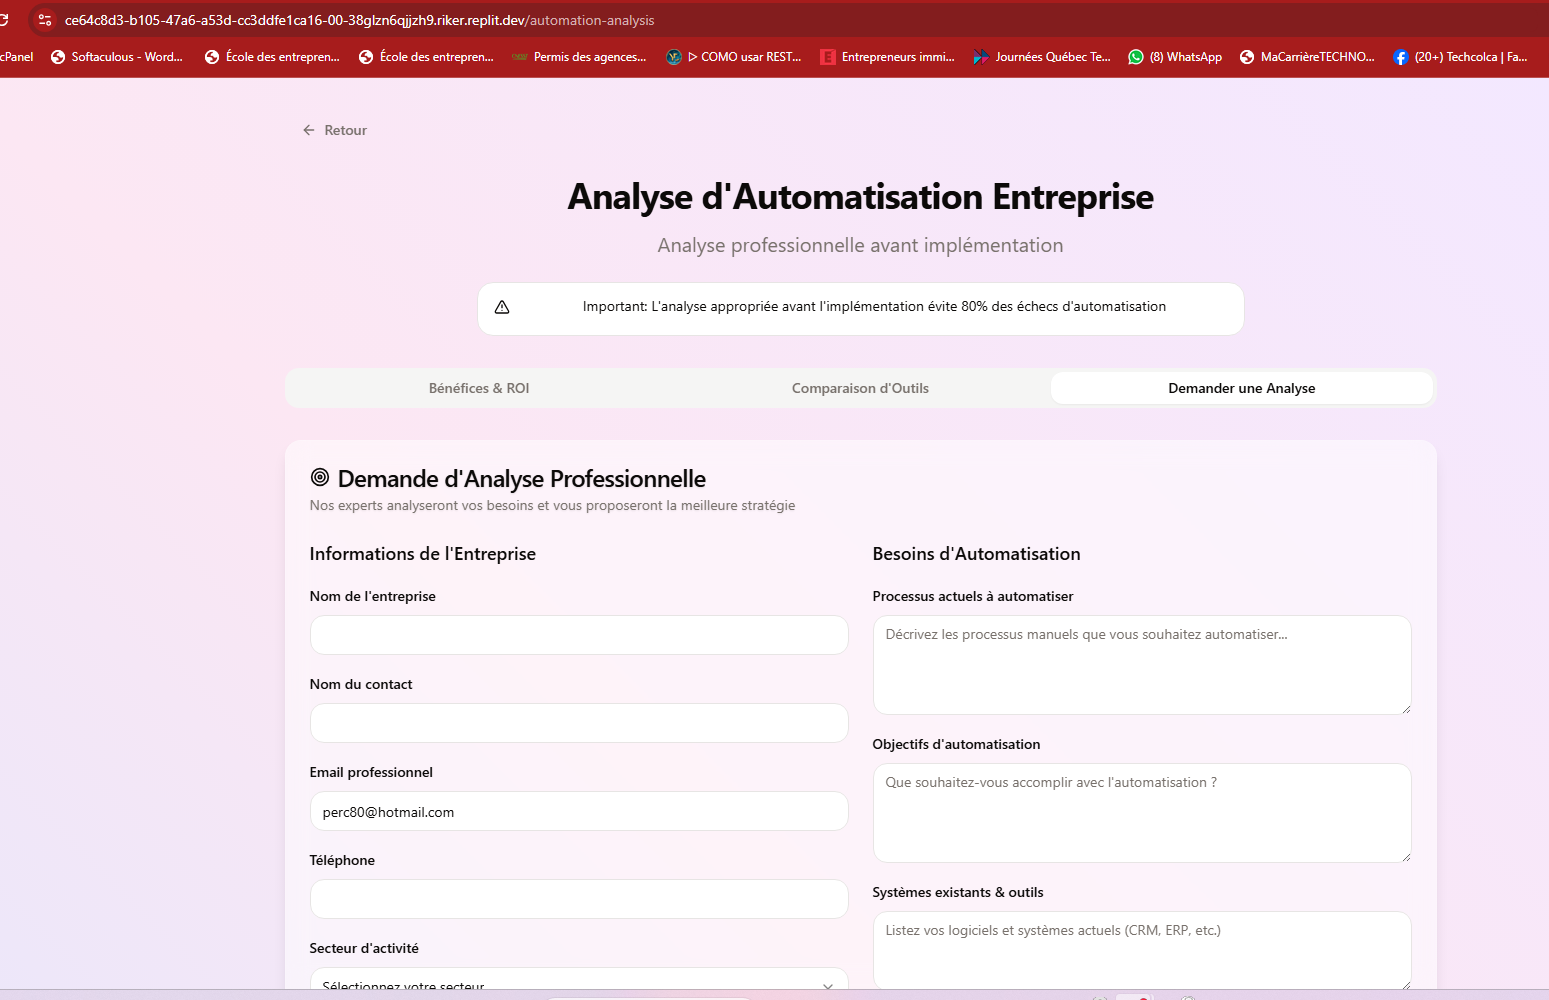 ce64c8d3-b105-47a6-a53d-cc3ddfe1ca16-00-38glzn6qjjzh9.riker.replit.dev/automation-analysis
cPanel
Softaculous - Word...
École des entrepren...
École des entrepren...
Permis des agences...
ᐅ COMO usar REST...
Entrepreneurs immi...
Journées Québec Te...
(8) WhatsApp
MaCarrièreTECHNO...
(20+) Techcolca | Fa...
Retour
Analyse d'Automatisation Entreprise
Analyse professionnelle avant implémentation
Important: L'analyse appropriée avant l'implémentation évite 80% des échecs d'automatisation
Bénéfices & ROI
Comparaison d'Outils
Demander une Analyse
Demande d'Analyse Professionnelle
Nos experts analyseront vos besoins et vous proposeront la meilleure stratégie
Informations de l'Entreprise
Nom de l'entreprise
Nom du contact
Email professionnel
perc80@hotmail.com
Téléphone
Secteur d'activité
Sélectionnez votre secteur
Besoins d'Automatisation
Processus actuels à automatiser
Décrivez les processus manuels que vous souhaitez automatiser...
Objectifs d'automatisation
Que souhaitez-vous accomplir avec l'automatisation ?
Systèmes existants & outils
Listez vos logiciels et systèmes actuels (CRM, ERP, etc.)